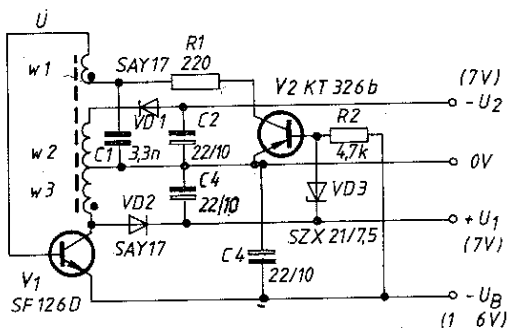 Ü
w1
SAY17
R1
220
V2 KT 326b
(7V)
- U2
VD1
C2
22/10
R2
4,7k
w2
C1
3,3n
0V
w3
C4
22/10
VD3
VD2
SAY17
+ U1
(7V)
SZX 21/7,5
V1
SF 126 D
C4
22/10
- UB
(1 6V)